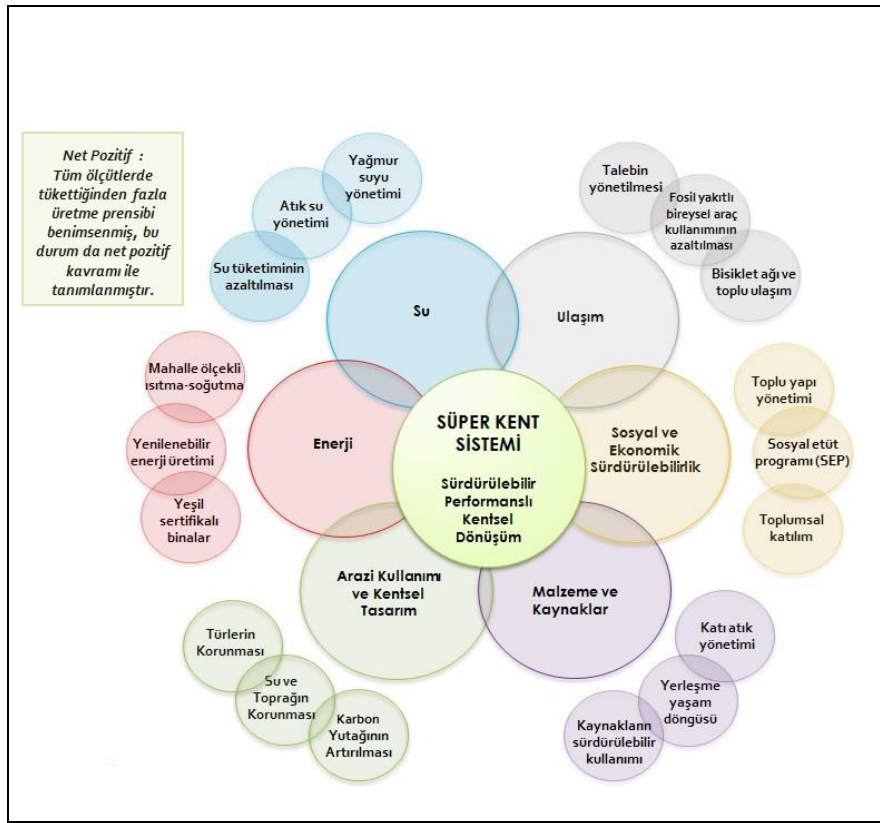 Net Pozitif :
Tüm ölçütlerde
tükettiğinden fazla
üretme prensibi
benimsenmiş, bu
durum da net pozitif
kavramı ile
tanımlanmıştır.
Yağmur
suyu
yönetimi
Atık su
yönetimi
Su tüketiminin
azaltılması
Su
Talebin
yönetilmesi
Fosil yakıtlı
bireysel araç
kullanımının
azaltılması
Bisiklet ağı ve
toplu ulaşım
Ulaşım
Mahalle ölçekli
ısıtma-soğutma
Yenilenebilir
enerji üretimi
Yeşil
sertifikalı
binalar
Enerji
SÜPER KENT
SİSTEMİ
Sürdürülebilir
Performanslı
Kentsel
Dönüşüm
Sosyal ve
Ekonomik
Sürdürülebilirlik
Toplu yapı
yönetimi
Sosyal etüt
programı (SEP)
Toplumsal
katılım
Arazi Kullanımı
ve Kentsel
Tasarım
Türlerin
Korunması
Su ve
Toprağın
Korunması
Karbon
Yutağının
Artırılması
Malzeme ve
Kaynaklar
Katı atık
yönetimi
Yerleşme
yaşam
döngüsü
Kaynakların
sürdürülebilir
kullanımı